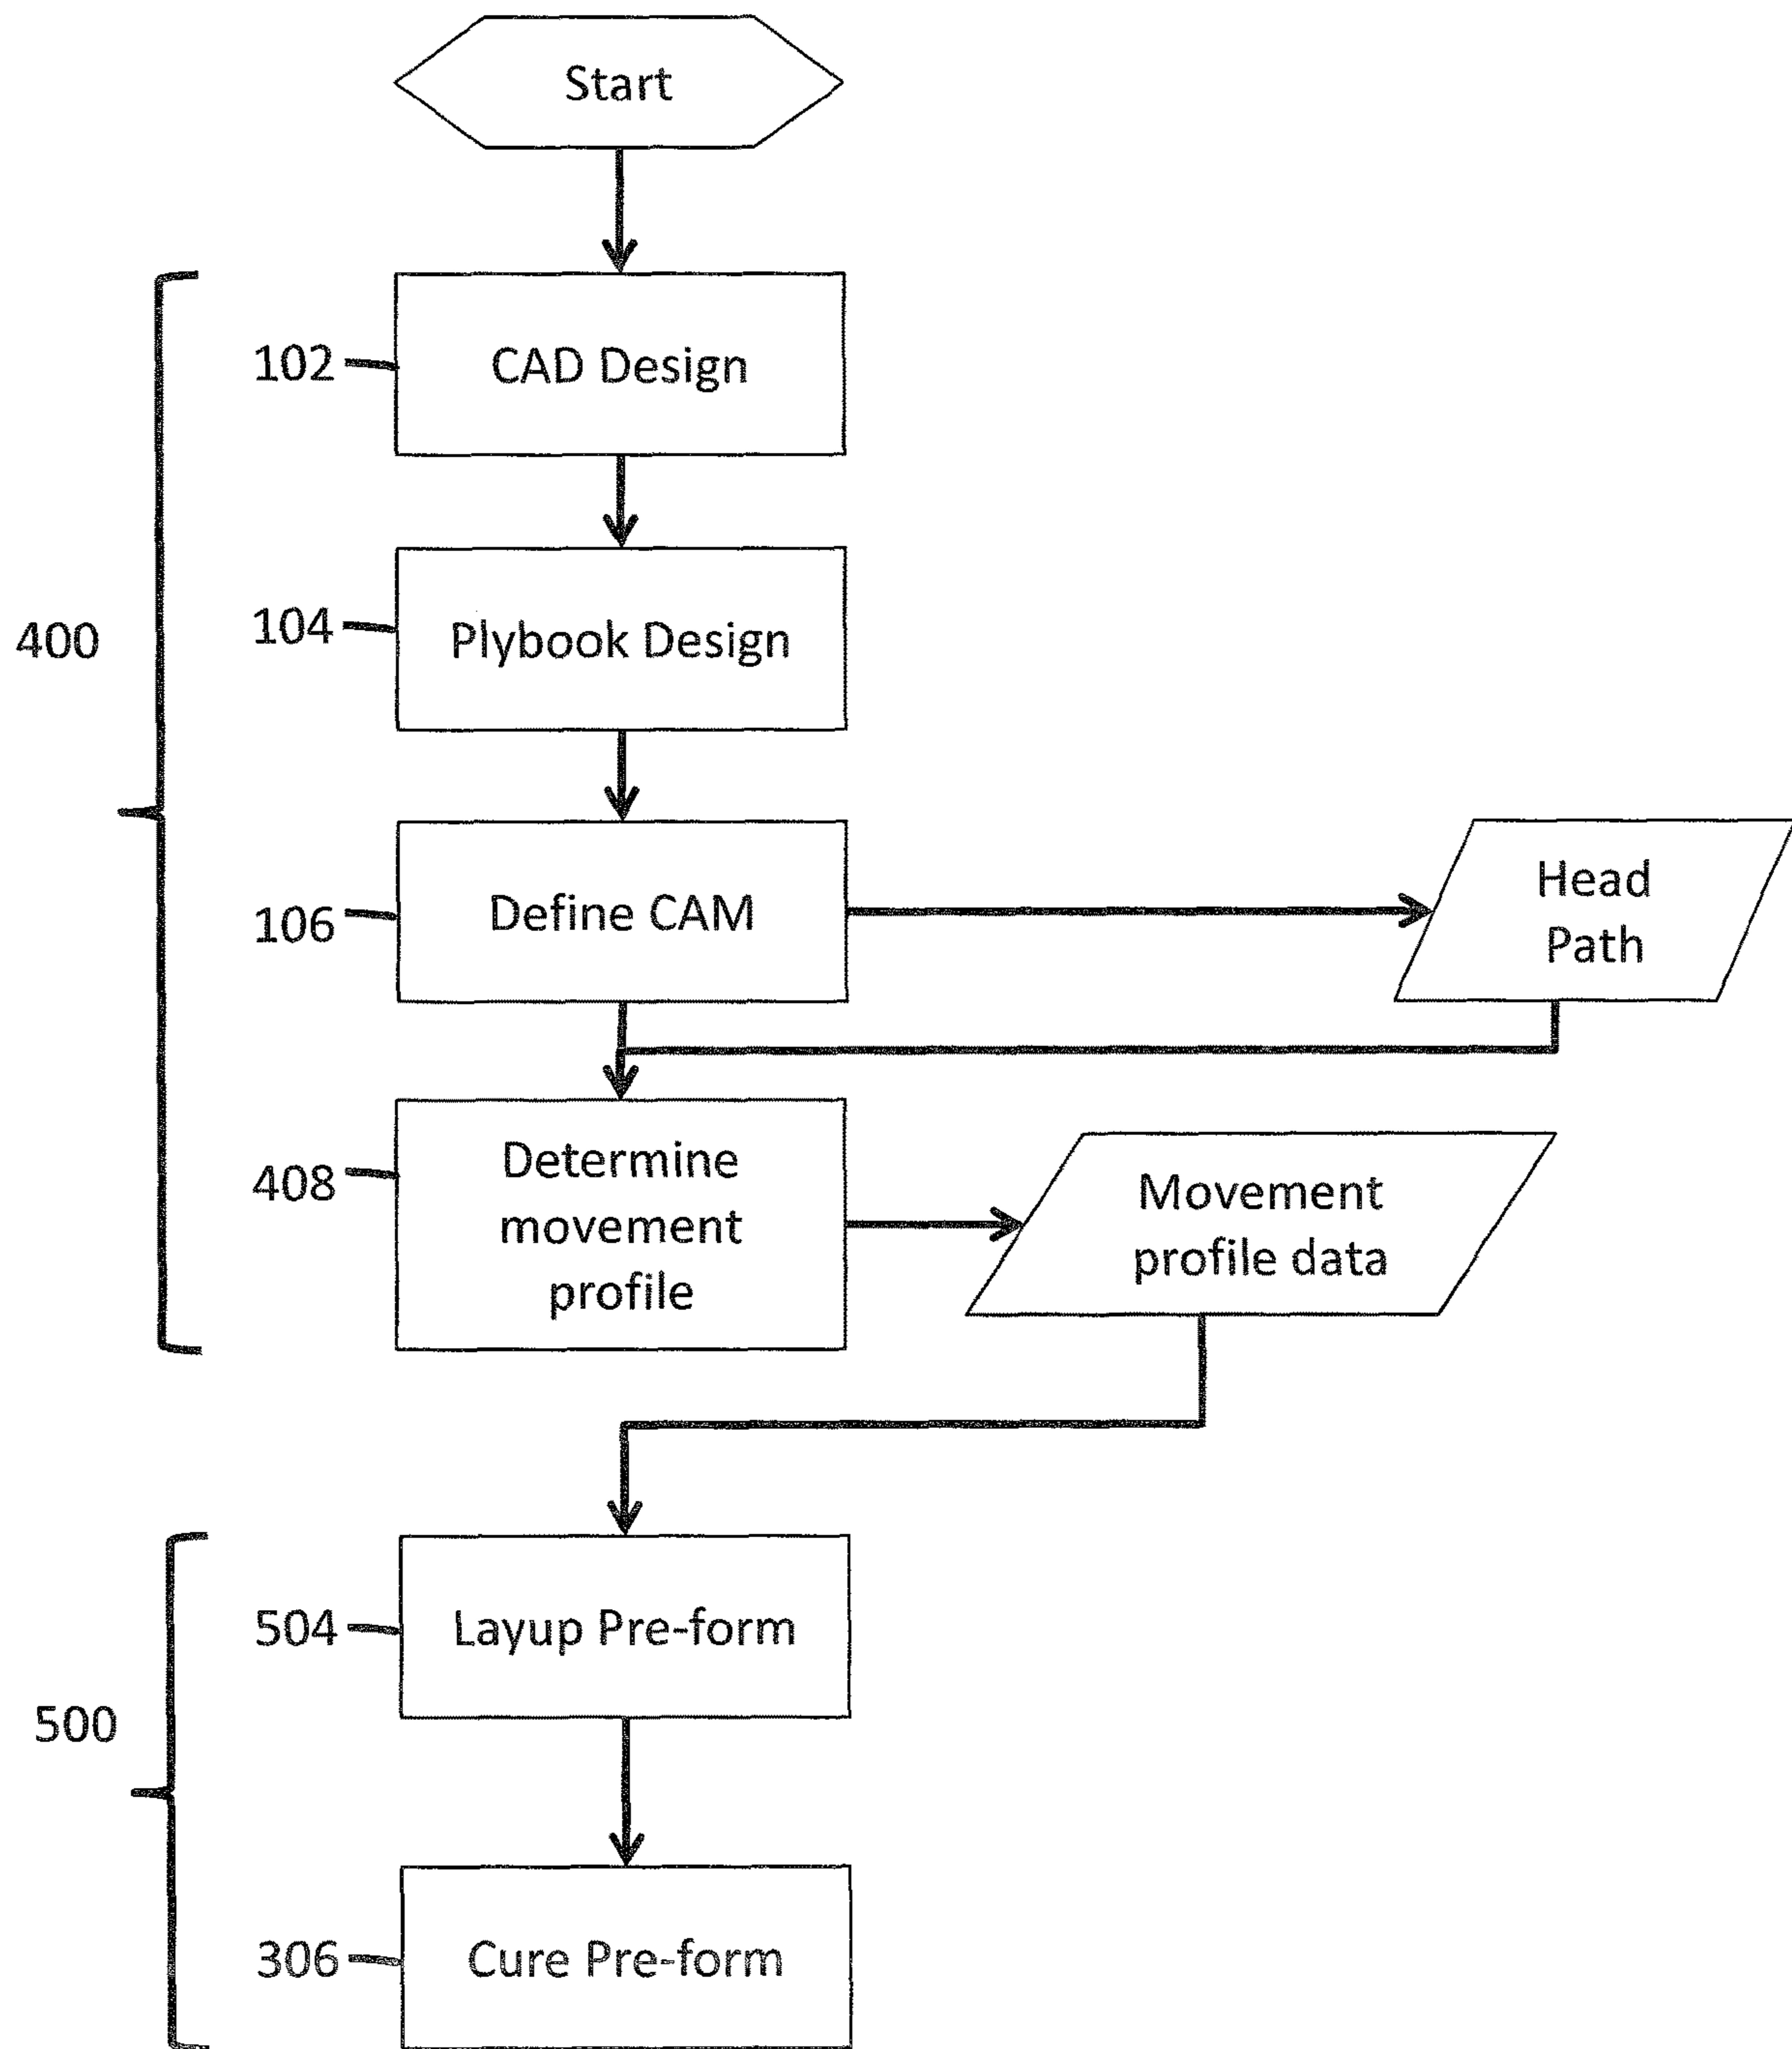 Start
102
CAD Design
400
104
Plybook Design
106
Define CAM
Head
Path
408
Determine
movement
profile
Movement
profile data
504
Layup Pre-form
500
306
Cure Pre-form